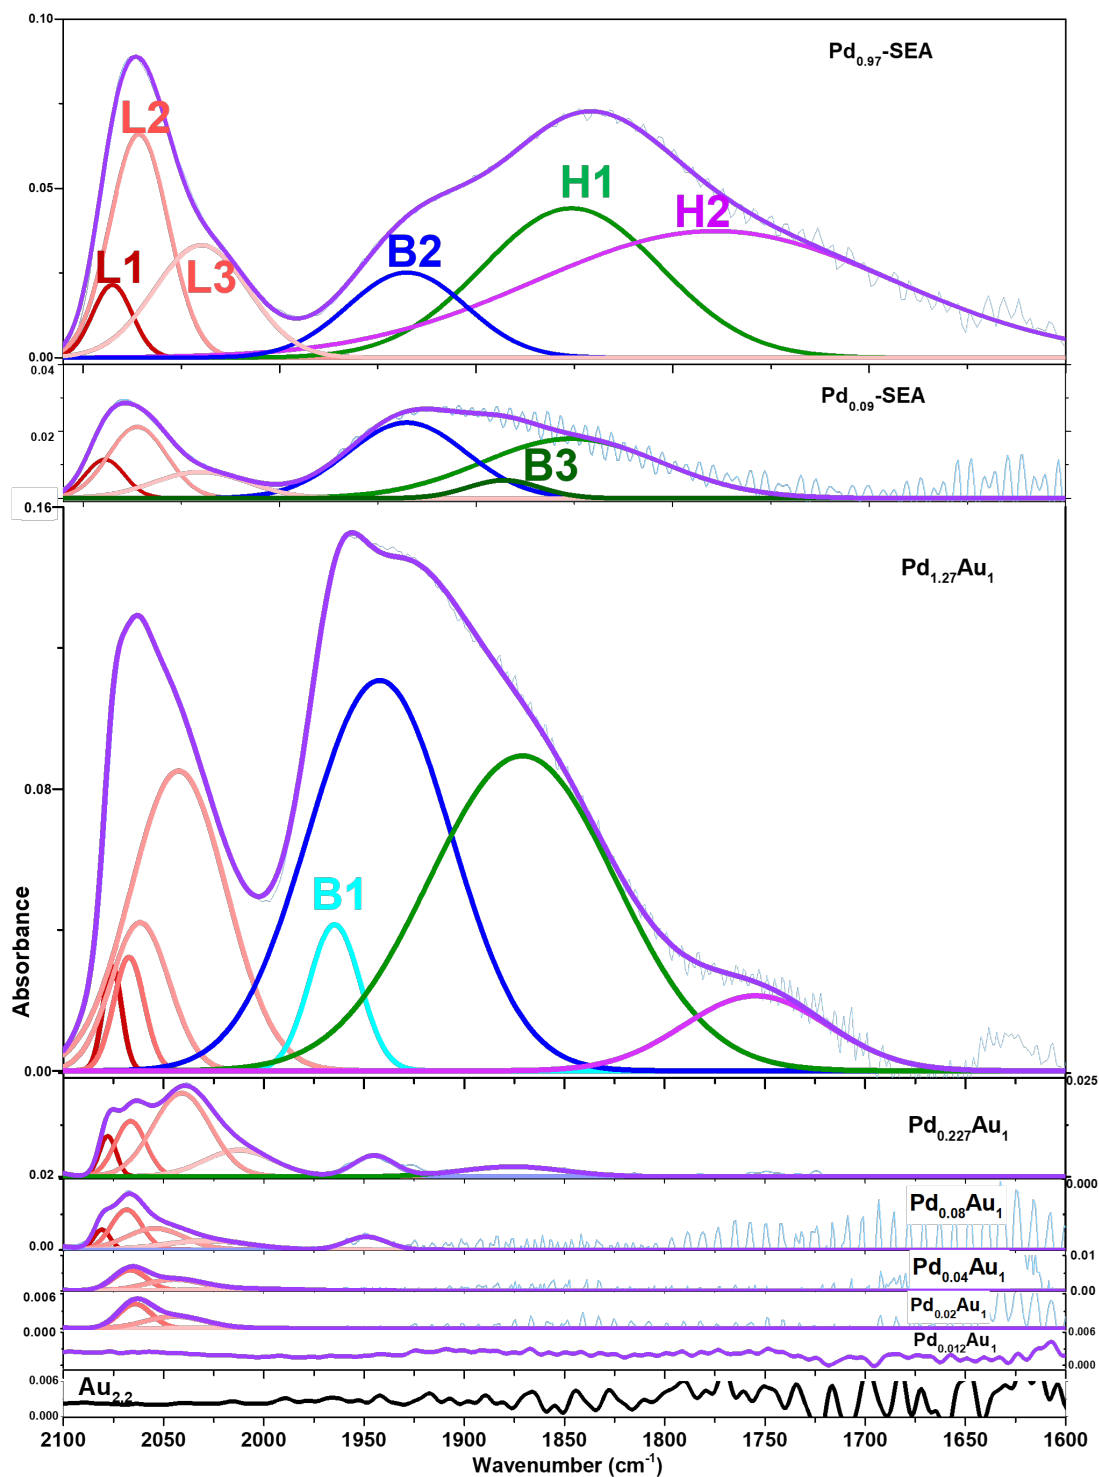 0.10
Pd0.97-SEA
L2
0.05
H1
H2
B2
L1
L3
0.00
0.04
Pd0.09-SEA
0.02
B3
0.16
Pd1.27Au1
0.08
B1
Absorbance
0.00
0.025
Pd0.227Au1
0.02
0.000
Pd0.08Au1
0.00
0.01
Pd0.04Au1
0.00
0.006
Pd0.02Au1
0.000
0.006
Pd0.012Au1
0.000
0.006
Au2.2
0.000
2100 2050 2000 1950 1900 1850 1800 1750 1700 1650 1600
Wavenumber (cm-1)